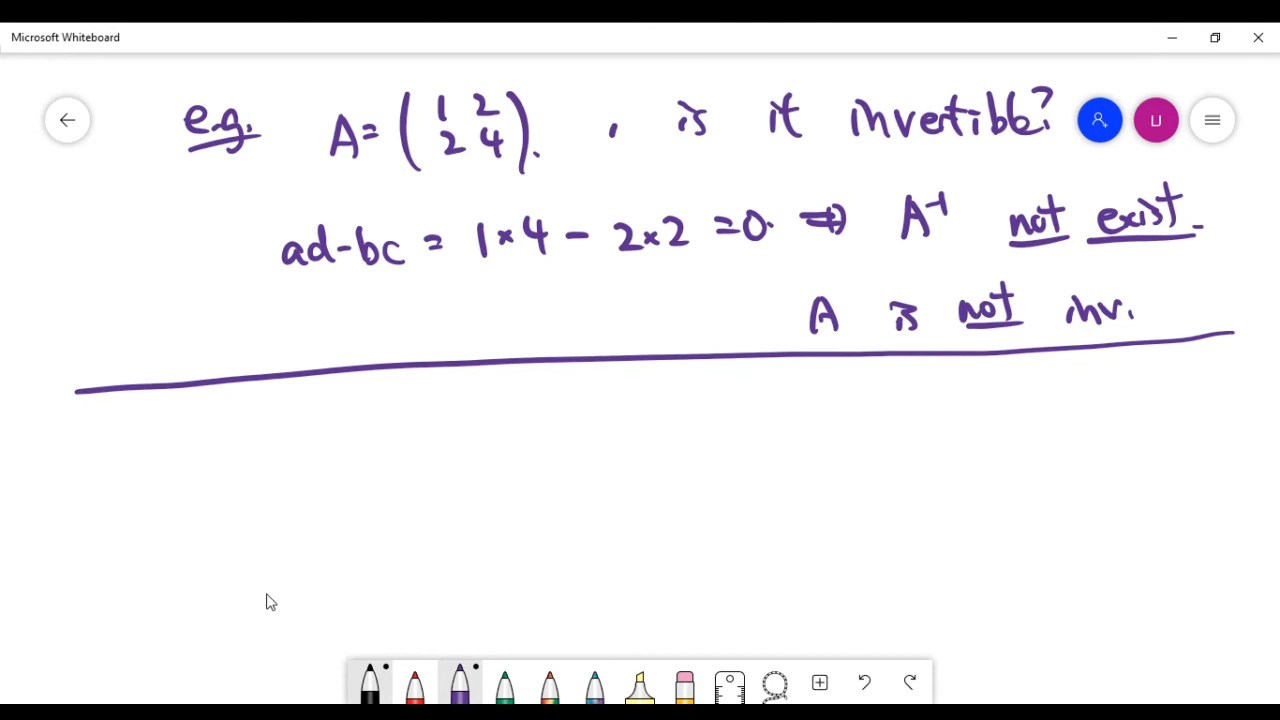 Microsoft Whiteboard
e.g. A = ( 1 2 ; 2 4 ). , is it invertible?
ad-bc = 1×4 - 2×2 = 0. ⇒ A⁻¹ not exist.
A is not inv.
U